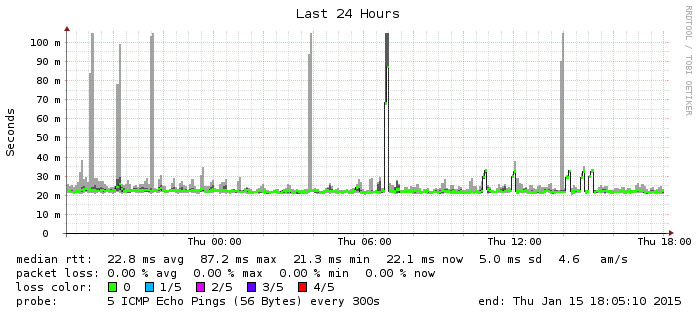 Last 24 Hours
RRDTOOL / TOBI OETIKER
Seconds
100 m
90 m
80 m
70 m
60 m
50 m
40 m
30 m
20 m
10 m
0
Thu 00:00 Thu 06:00 Thu 12:00 Thu 18:00
median rtt: 22.8 ms avg 87.2 ms max 21.3 ms min 22.1 ms now 5.0 ms sd 4.6 am/s
packet loss: 0.00 % avg 0.00 % max 0.00 % min 0.00 % now
loss color: 0 1/5 2/5 3/5 4/5
probe: 5 ICMP Echo Pings (56 Bytes) every 300s end: Thu Jan 15 18:05:10 2015